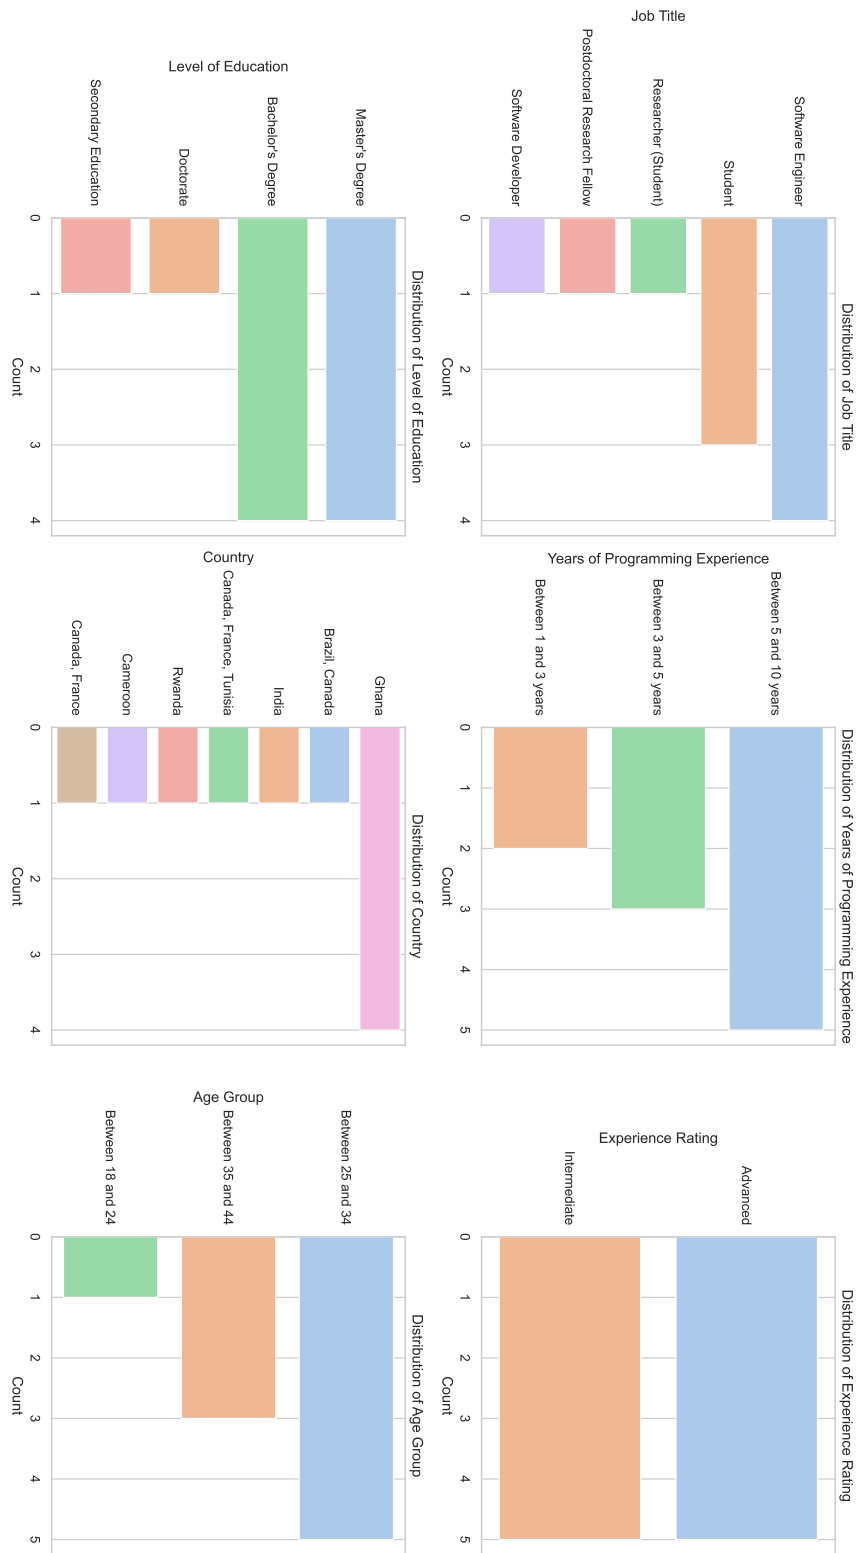 Distribution of Job Title
Job Title
Software Engineer
Student
Researcher (Student)
Postdoctoral Research Fellow
Software Developer
0
1
2
3
4
Count
Distribution of Years of Programming Experience
Years of Programming Experience
Between 5 and 10 years
Between 3 and 5 years
Between 1 and 3 years
0
1
2
3
4
5
Count
Distribution of Experience Rating
Experience Rating
Advanced
Intermediate
0
1
2
3
4
5
Count
Distribution of Level of Education
Level of Education
Master's Degree
Bachelor's Degree
Doctorate
Secondary Education
0
1
2
3
4
Count
Distribution of Country
Country
Ghana
Brazil, Canada
India
Canada, France, Tunisia
Rwanda
Cameroon
Canada, France
0
1
2
3
4
Count
Distribution of Age Group
Age Group
Between 25 and 34
Between 35 and 44
Between 18 and 24
0
1
2
3
4
5
Count